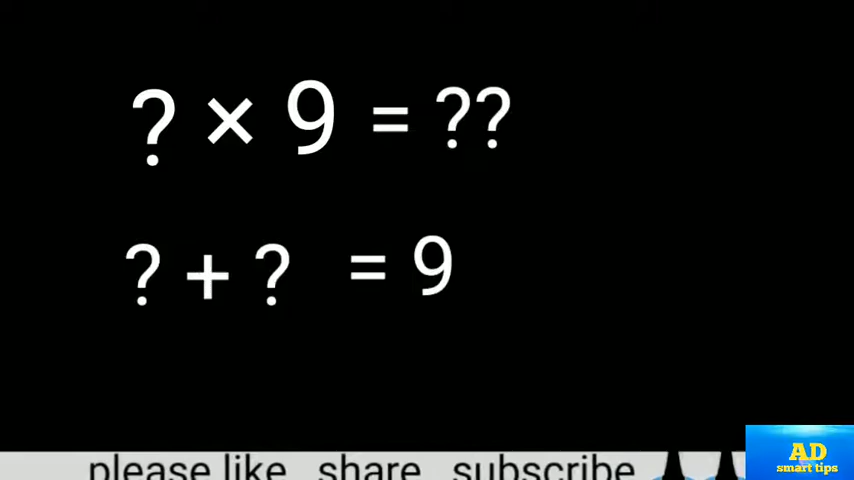 ? × 9 = ??
? + ? = 9
please like share subscribe
AD
smart tips